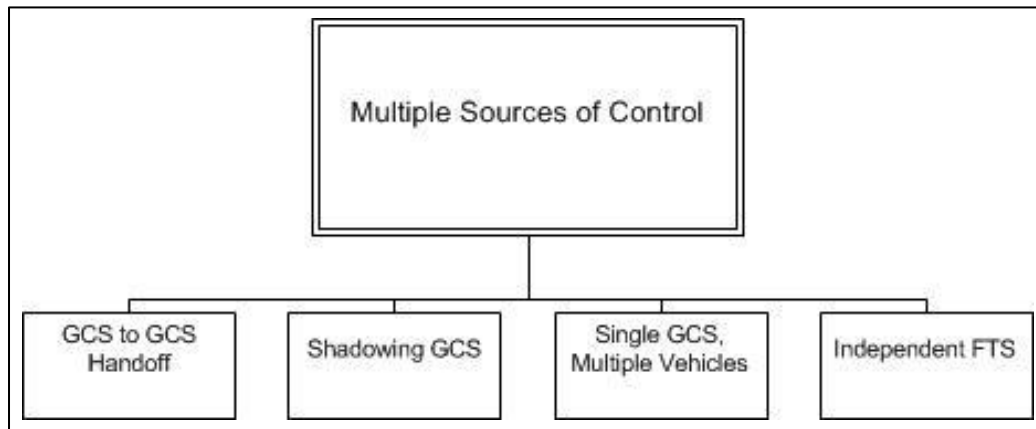 Multiple Sources of Control
GCS to GCS
Handoff
Shadowing GCS
Single GCS,
Multiple Vehicles
Independent FTS